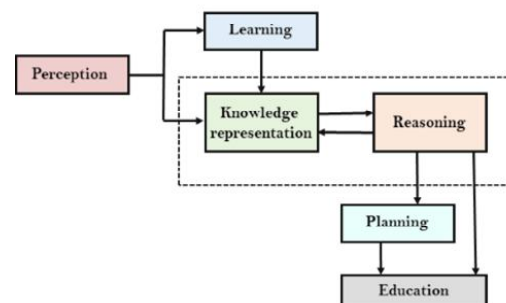 Learning
Perception
Knowledge
representation
Reasoning
Planning
Education